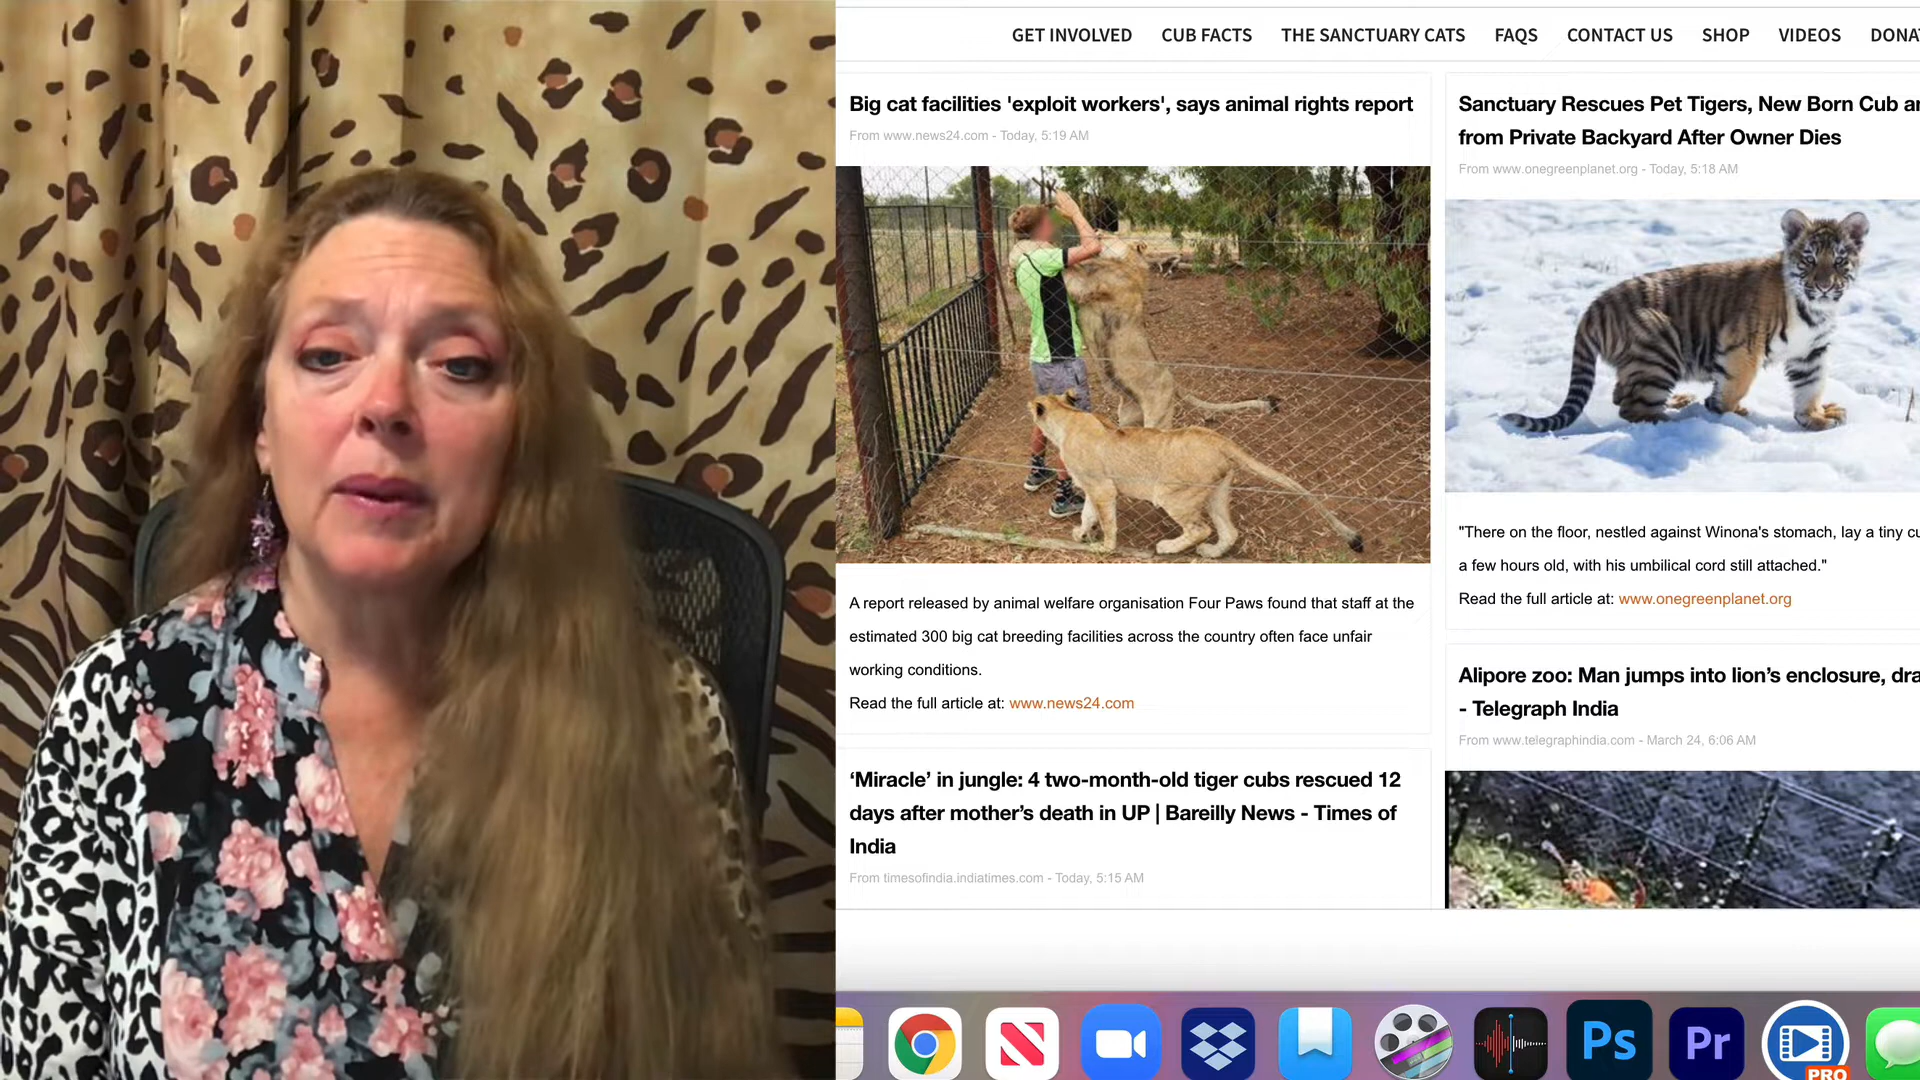 GET INVOLVED CUB FACTS THE SANCTUARY CATS FAQS CONTACT US SHOP VIDEOS DONA
Big cat facilities 'exploit workers', says animal rights report
From www.news24.com - Today, 5:19 AM
A report released by animal welfare organisation Four Paws found that staff at the
estimated 300 big cat breeding facilities across the country often face unfair
working conditions.
Read the full article at: www.news24.com
‘Miracle’ in jungle: 4 two-month-old tiger cubs rescued 12
days after mother’s death in UP | Bareilly News - Times of
India
From timesofindia.indiatimes.com - Today, 5:15 AM
Sanctuary Rescues Pet Tigers, New Born Cub an
from Private Backyard After Owner Dies
From www.onegreenplanet.org - Today, 5:18 AM
"There on the floor, nestled against Winona's stomach, lay a tiny cu
a few hours old, with his umbilical cord still attached."
Read the full article at: www.onegreenplanet.org
Alipore zoo: Man jumps into lion’s enclosure, dra
- Telegraph India
From www.telegraphindia.com - March 24, 6:06 AM
Ps
Pr
PRO